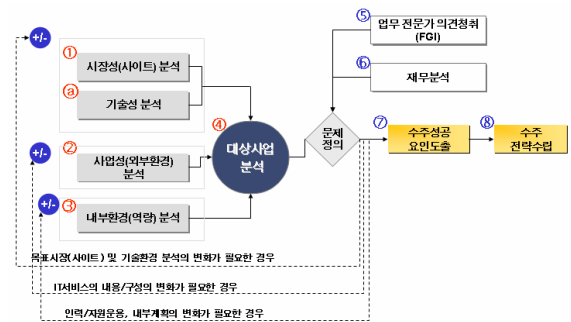 +/-
①
시장성(사이트) 분석
ⓐ
기술성 분석
+/-
②
사업성(외부환경)
분석
+/-
③
내부환경(역량) 분석
④
대상사업
분석
⑤
업무 전문가 의견청취
(FGI)
⑥
재무분석
문제
정의
⑦
수주성공
요인도출
⑧
수주
전략수립
목표시장(사이트) 및 기술환경 분석의 변화가 필요한 경우
IT서비스의 내용/구성의 변화가 필요한 경우
인력/자원운용, 내부계획의 변화가 필요한 경우